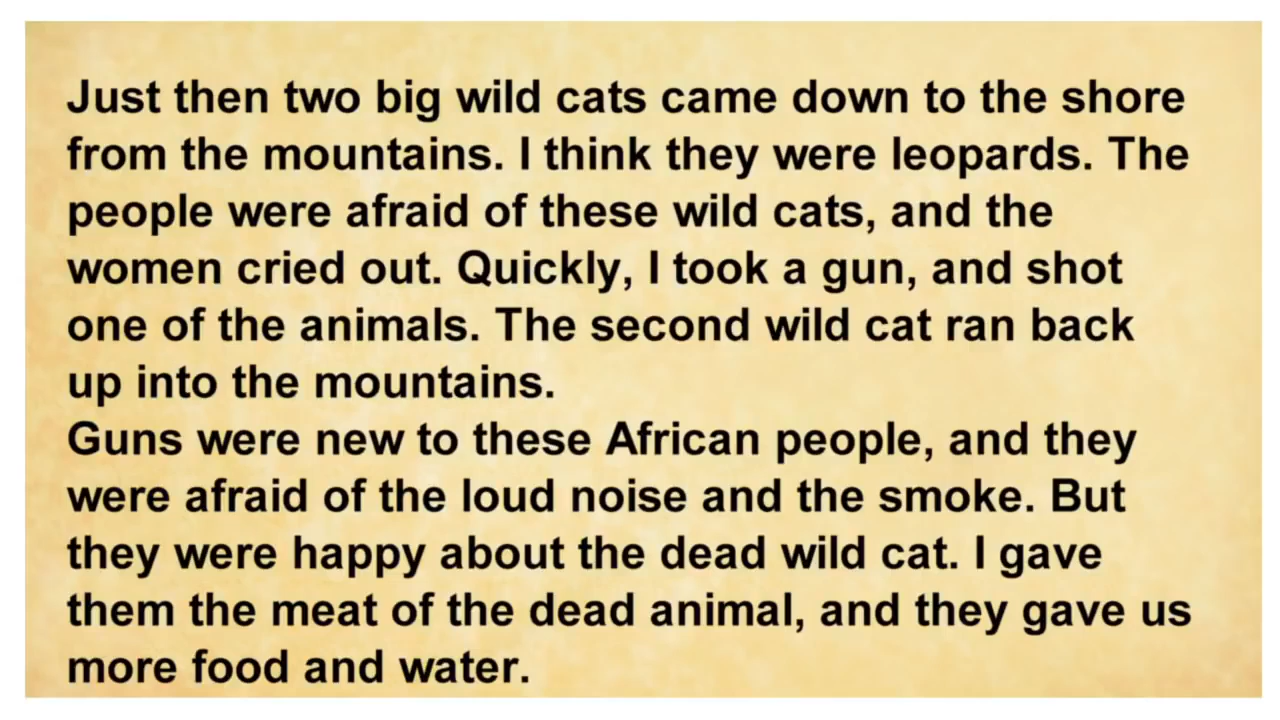 Just then two big wild cats came down to the shore
from the mountains. I think they were leopards. The
people were afraid of these wild cats, and the
women cried out. Quickly, I took a gun, and shot
one of the animals. The second wild cat ran back
up into the mountains.
Guns were new to these African people, and they
were afraid of the loud noise and the smoke. But
they were happy about the dead wild cat. I gave
them the meat of the dead animal, and they gave us
more food and water.